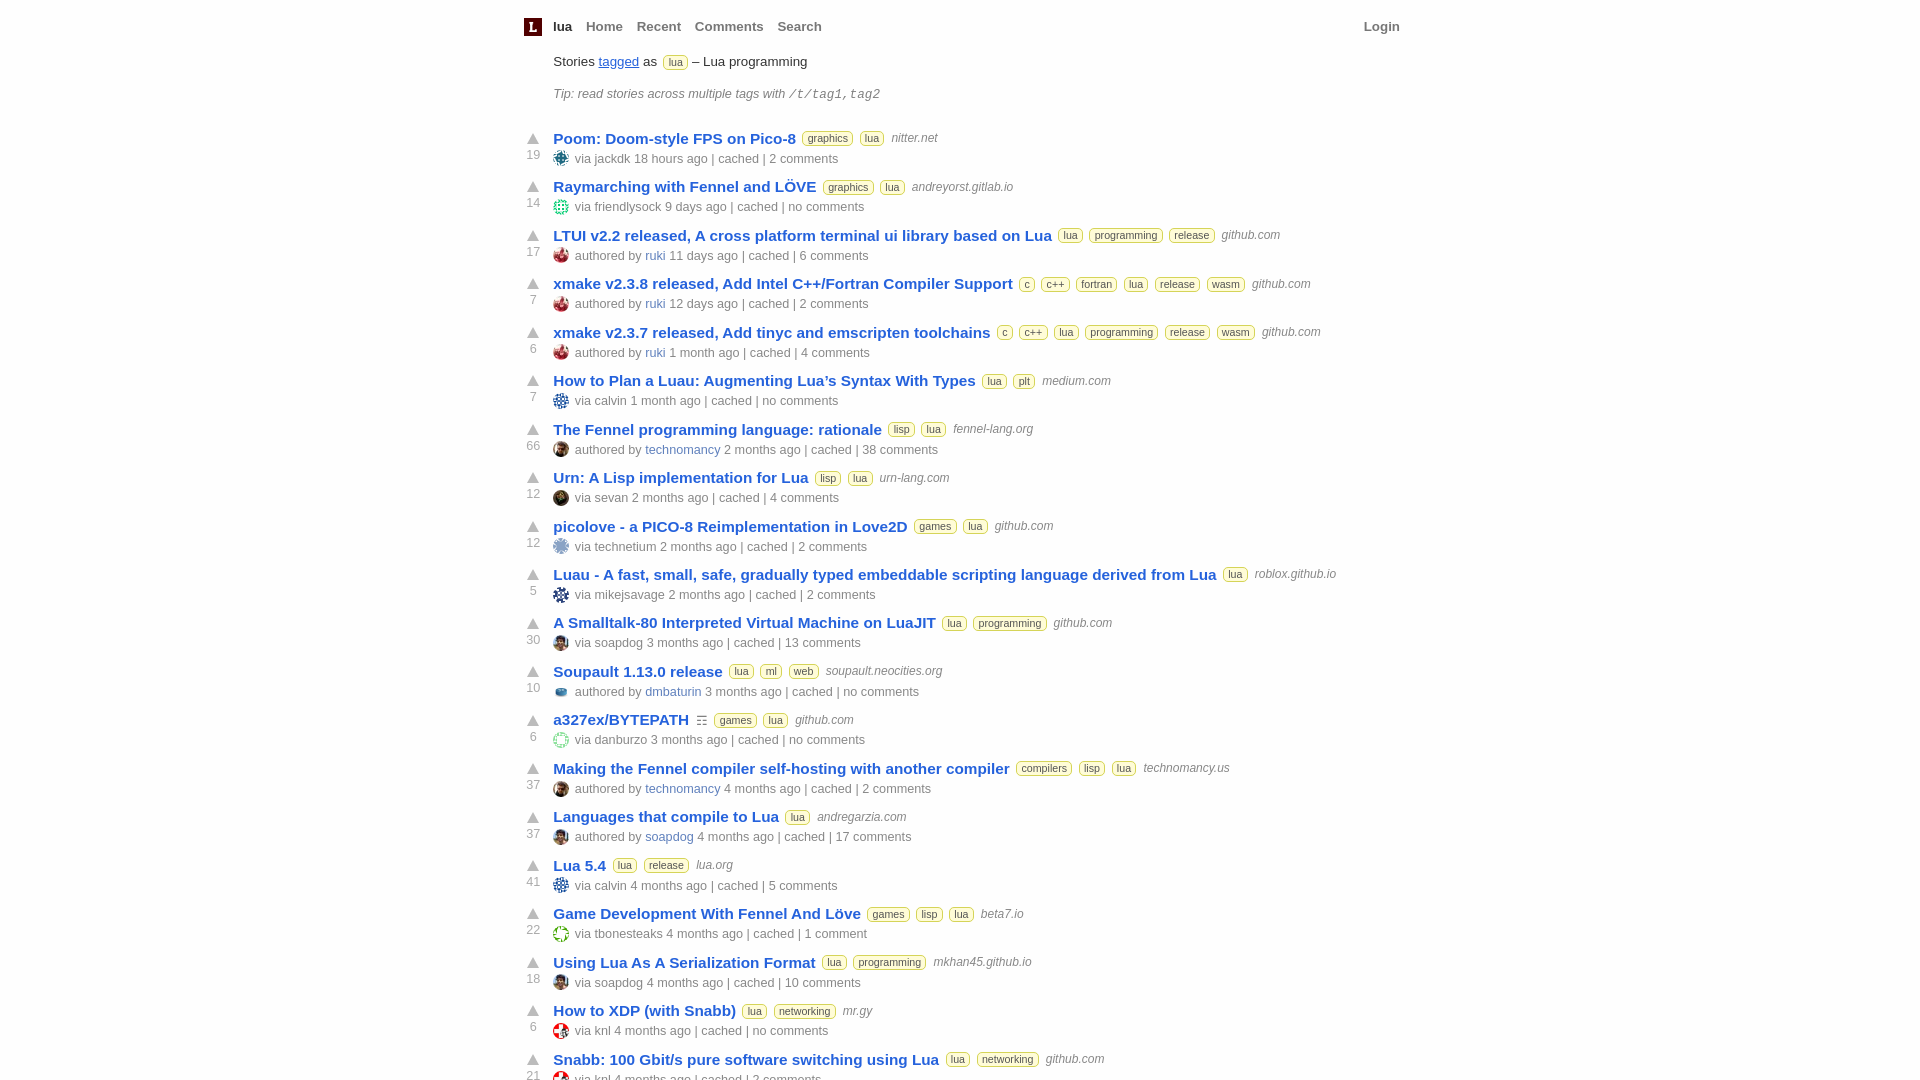 L lua Home Recent Comments Search Login
Stories tagged as lua – Lua programming
Tip: read stories across multiple tags with /t/tag1,tag2
Poom: Doom-style FPS on Pico-8 graphics lua nitter.net
19 via jackdk 18 hours ago | cached | 2 comments
Raymarching with Fennel and LÖVE graphics lua andreyorst.gitlab.io
14 via friendlysock 9 days ago | cached | no comments
LTUI v2.2 released, A cross platform terminal ui library based on Lua lua programming release github.com
17 authored by ruki 11 days ago | cached | 6 comments
xmake v2.3.8 released, Add Intel C++/Fortran Compiler Support c c++ fortran lua release wasm github.com
7 authored by ruki 12 days ago | cached | 2 comments
xmake v2.3.7 released, Add tinyc and emscripten toolchains c c++ lua programming release wasm github.com
6 authored by ruki 1 month ago | cached | 4 comments
How to Plan a Luau: Augmenting Lua’s Syntax With Types lua plt medium.com
7 via calvin 1 month ago | cached | no comments
The Fennel programming language: rationale lisp lua fennel-lang.org
66 authored by technomancy 2 months ago | cached | 38 comments
Urn: A Lisp implementation for Lua lisp lua urn-lang.com
12 via sevan 2 months ago | cached | 4 comments
picolove - a PICO-8 Reimplementation in Love2D games lua github.com
12 via technetium 2 months ago | cached | 2 comments
Luau - A fast, small, safe, gradually typed embeddable scripting language derived from Lua lua roblox.github.io
5 via mikejsavage 2 months ago | cached | 2 comments
A Smalltalk-80 Interpreted Virtual Machine on LuaJIT lua programming github.com
30 via soapdog 3 months ago | cached | 13 comments
Soupault 1.13.0 release lua ml web soupault.neocities.org
10 authored by dmbaturin 3 months ago | cached | no comments
a327ex/BYTEPATH ☶ games lua github.com
6 via danburzo 3 months ago | cached | no comments
Making the Fennel compiler self-hosting with another compiler compilers lisp lua technomancy.us
37 authored by technomancy 4 months ago | cached | 2 comments
Languages that compile to Lua lua andregarzia.com
37 authored by soapdog 4 months ago | cached | 17 comments
Lua 5.4 lua release lua.org
41 via calvin 4 months ago | cached | 5 comments
Game Development With Fennel And Löve games lisp lua beta7.io
22 via tbonesteaks 4 months ago | cached | 1 comment
Using Lua As A Serialization Format lua programming mkhan45.github.io
18 via soapdog 4 months ago | cached | 10 comments
How to XDP (with Snabb) lua networking mr.gy
6 via knl 4 months ago | cached | no comments
Snabb: 100 Gbit/s pure software switching using Lua lua networking github.com
21 via knl 4 months ago | cached | 2 comments